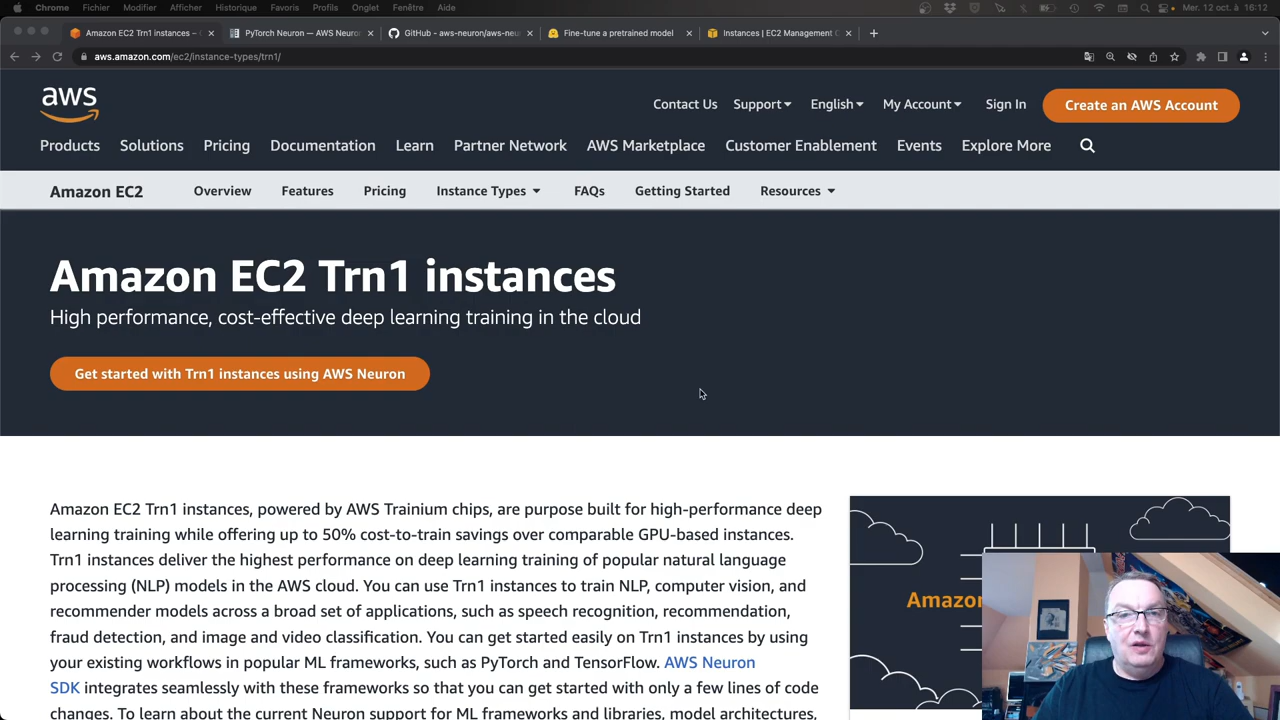 Chrome Fichier Modifier Afficher Historique Favoris Profils Onglet Fenêtre Aide Mer. 12 oct. à 16:12
Amazon EC2 Trn1 instances – PyTorch Neuron — AWS Neuro GitHub - aws-neuron/aws-neu Fine-tune a pretrained model Instances | EC2 Management C
aws.amazon.com/ec2/instance-types/trn1/
aws
Contact Us Support English My Account Sign In Create an AWS Account
Products Solutions Pricing Documentation Learn Partner Network AWS Marketplace Customer Enablement Events Explore More
Amazon EC2 Overview Features Pricing Instance Types FAQs Getting Started Resources
Amazon EC2 Trn1 instances
High performance, cost-effective deep learning training in the cloud
Get started with Trn1 instances using AWS Neuron
Amazon EC2 Trn1 instances, powered by AWS Trainium chips, are purpose built for high-performance deep
learning training while offering up to 50% cost-to-train savings over comparable GPU-based instances.
Trn1 instances deliver the highest performance on deep learning training of popular natural language
processing (NLP) models in the AWS cloud. You can use Trn1 instances to train NLP, computer vision, and
recommender models across a broad set of applications, such as speech recognition, recommendation,
fraud detection, and image and video classification. You can get started easily on Trn1 instances by using
your existing workflows in popular ML frameworks, such as PyTorch and TensorFlow. AWS Neuron
SDK integrates seamlessly with these frameworks so that you can get started with only a few lines of code
changes. To learn about the current Neuron support for ML frameworks and libraries, model architectures,
Amazon